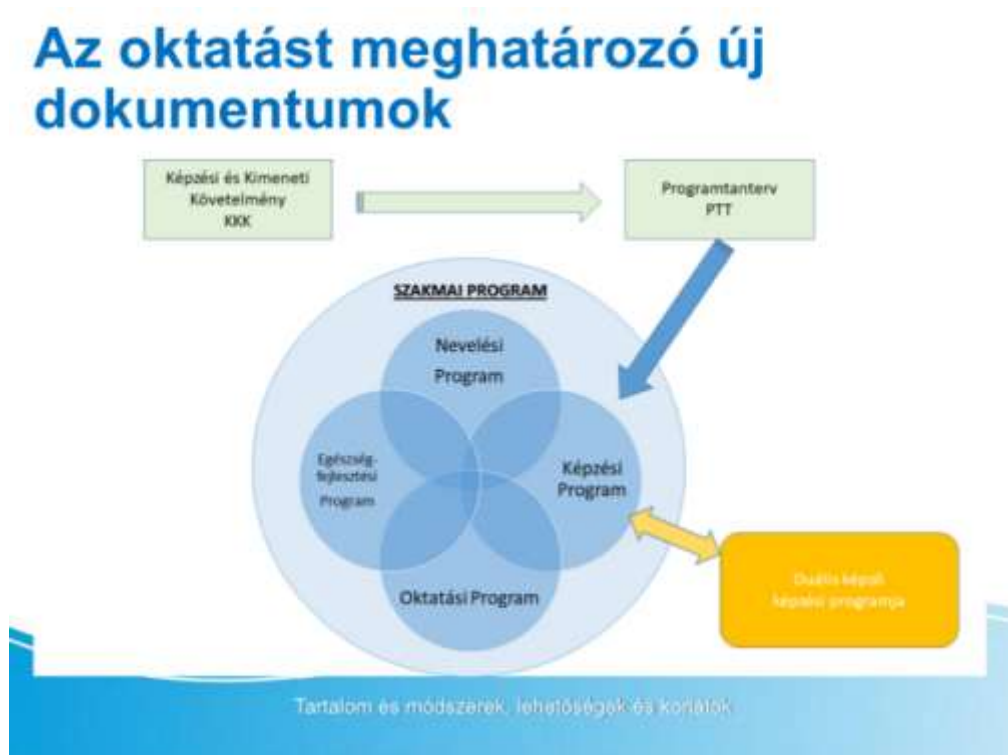 Az oktatást meghatározó új
dokumentumok
Képzési és Kimeneti
Követelmény
KKK
Programtanterv
PTT
SZAKMAI PROGRAM
Nevelési
Program
Egészség-
fejlesztési
Program
Képzési
Program
Oktatási Program
Duális képző
képzési programja
Tartalom és módszerek, lehetőségek és korlátok